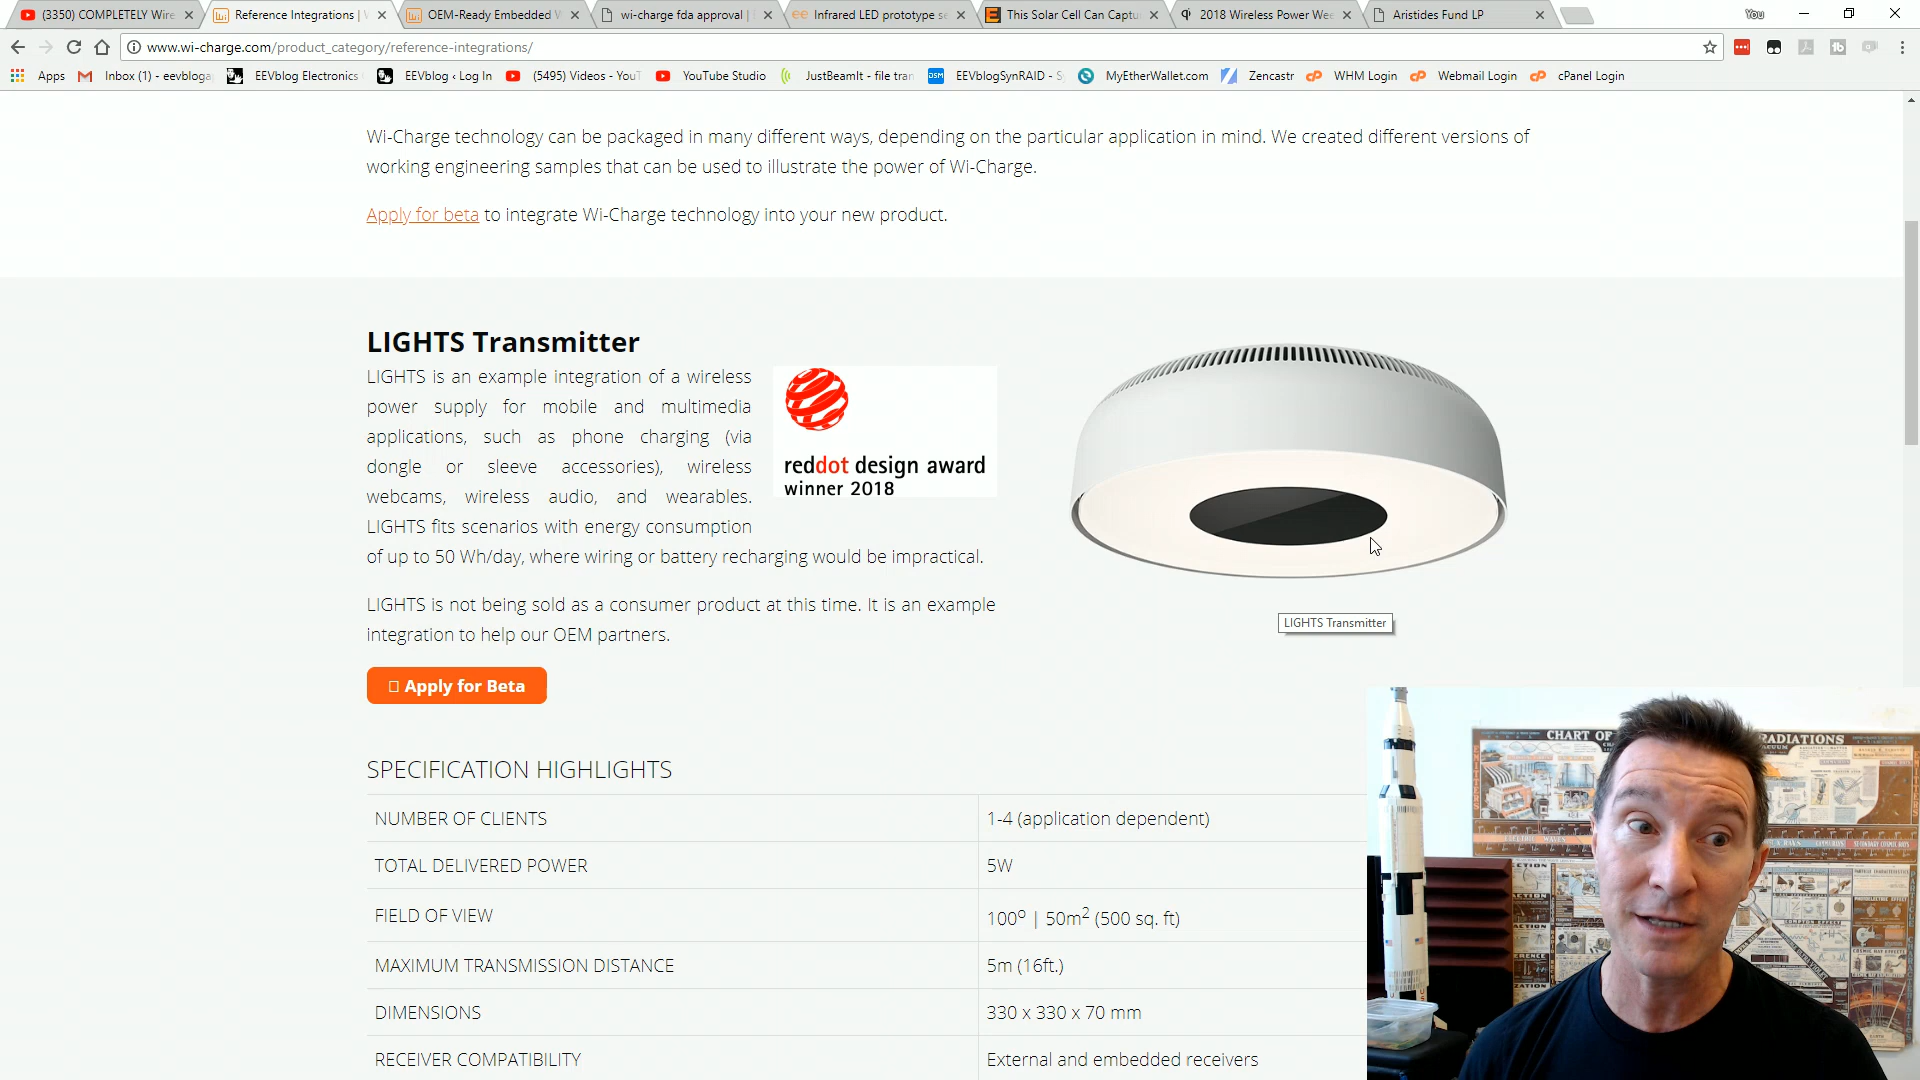 (3350) COMPLETELY Wire
Reference Integrations |
OEM-Ready Embedded
wi-charge fda approval |
Infrared LED prototype se
This Solar Cell Can Captu
2018 Wireless Power Wee
Aristides Fund LP
You
www.wi-charge.com/product_category/reference-integrations/
Apps
Inbox (1) - eevbloga
EEVblog Electronics
EEVblog ‹ Log In
(5495) Videos - YouT
YouTube Studio
JustBeamIt - file tran
EEVblogSynRAID - S
MyEtherWallet.com
Zencastr
WHM Login
Webmail Login
cPanel Login
Wi-Charge technology can be packaged in many different ways, depending on the particular application in mind. We created different versions of
working engineering samples that can be used to illustrate the power of Wi-Charge.
Apply for beta to integrate Wi-Charge technology into your new product.
LIGHTS Transmitter
LIGHTS is an example integration of a wireless
power supply for mobile and multimedia
applications, such as phone charging (via
dongle or sleeve accessories), wireless
webcams, wireless audio, and wearables.
LIGHTS fits scenarios with energy consumption
of up to 50 Wh/day, where wiring or battery recharging would be impractical.
reddot design award
winner 2018
LIGHTS is not being sold as a consumer product at this time. It is an example
integration to help our OEM partners.
LIGHTS Transmitter
Apply for Beta
SPECIFICATION HIGHLIGHTS
NUMBER OF CLIENTS
1-4 (application dependent)
TOTAL DELIVERED POWER
5W
FIELD OF VIEW
100º | 50m² (500 sq. ft)
MAXIMUM TRANSMISSION DISTANCE
5m (16ft.)
DIMENSIONS
330 x 330 x 70 mm
RECEIVER COMPATIBILITY
External and embedded receivers
CHART OF
RADIATIONS